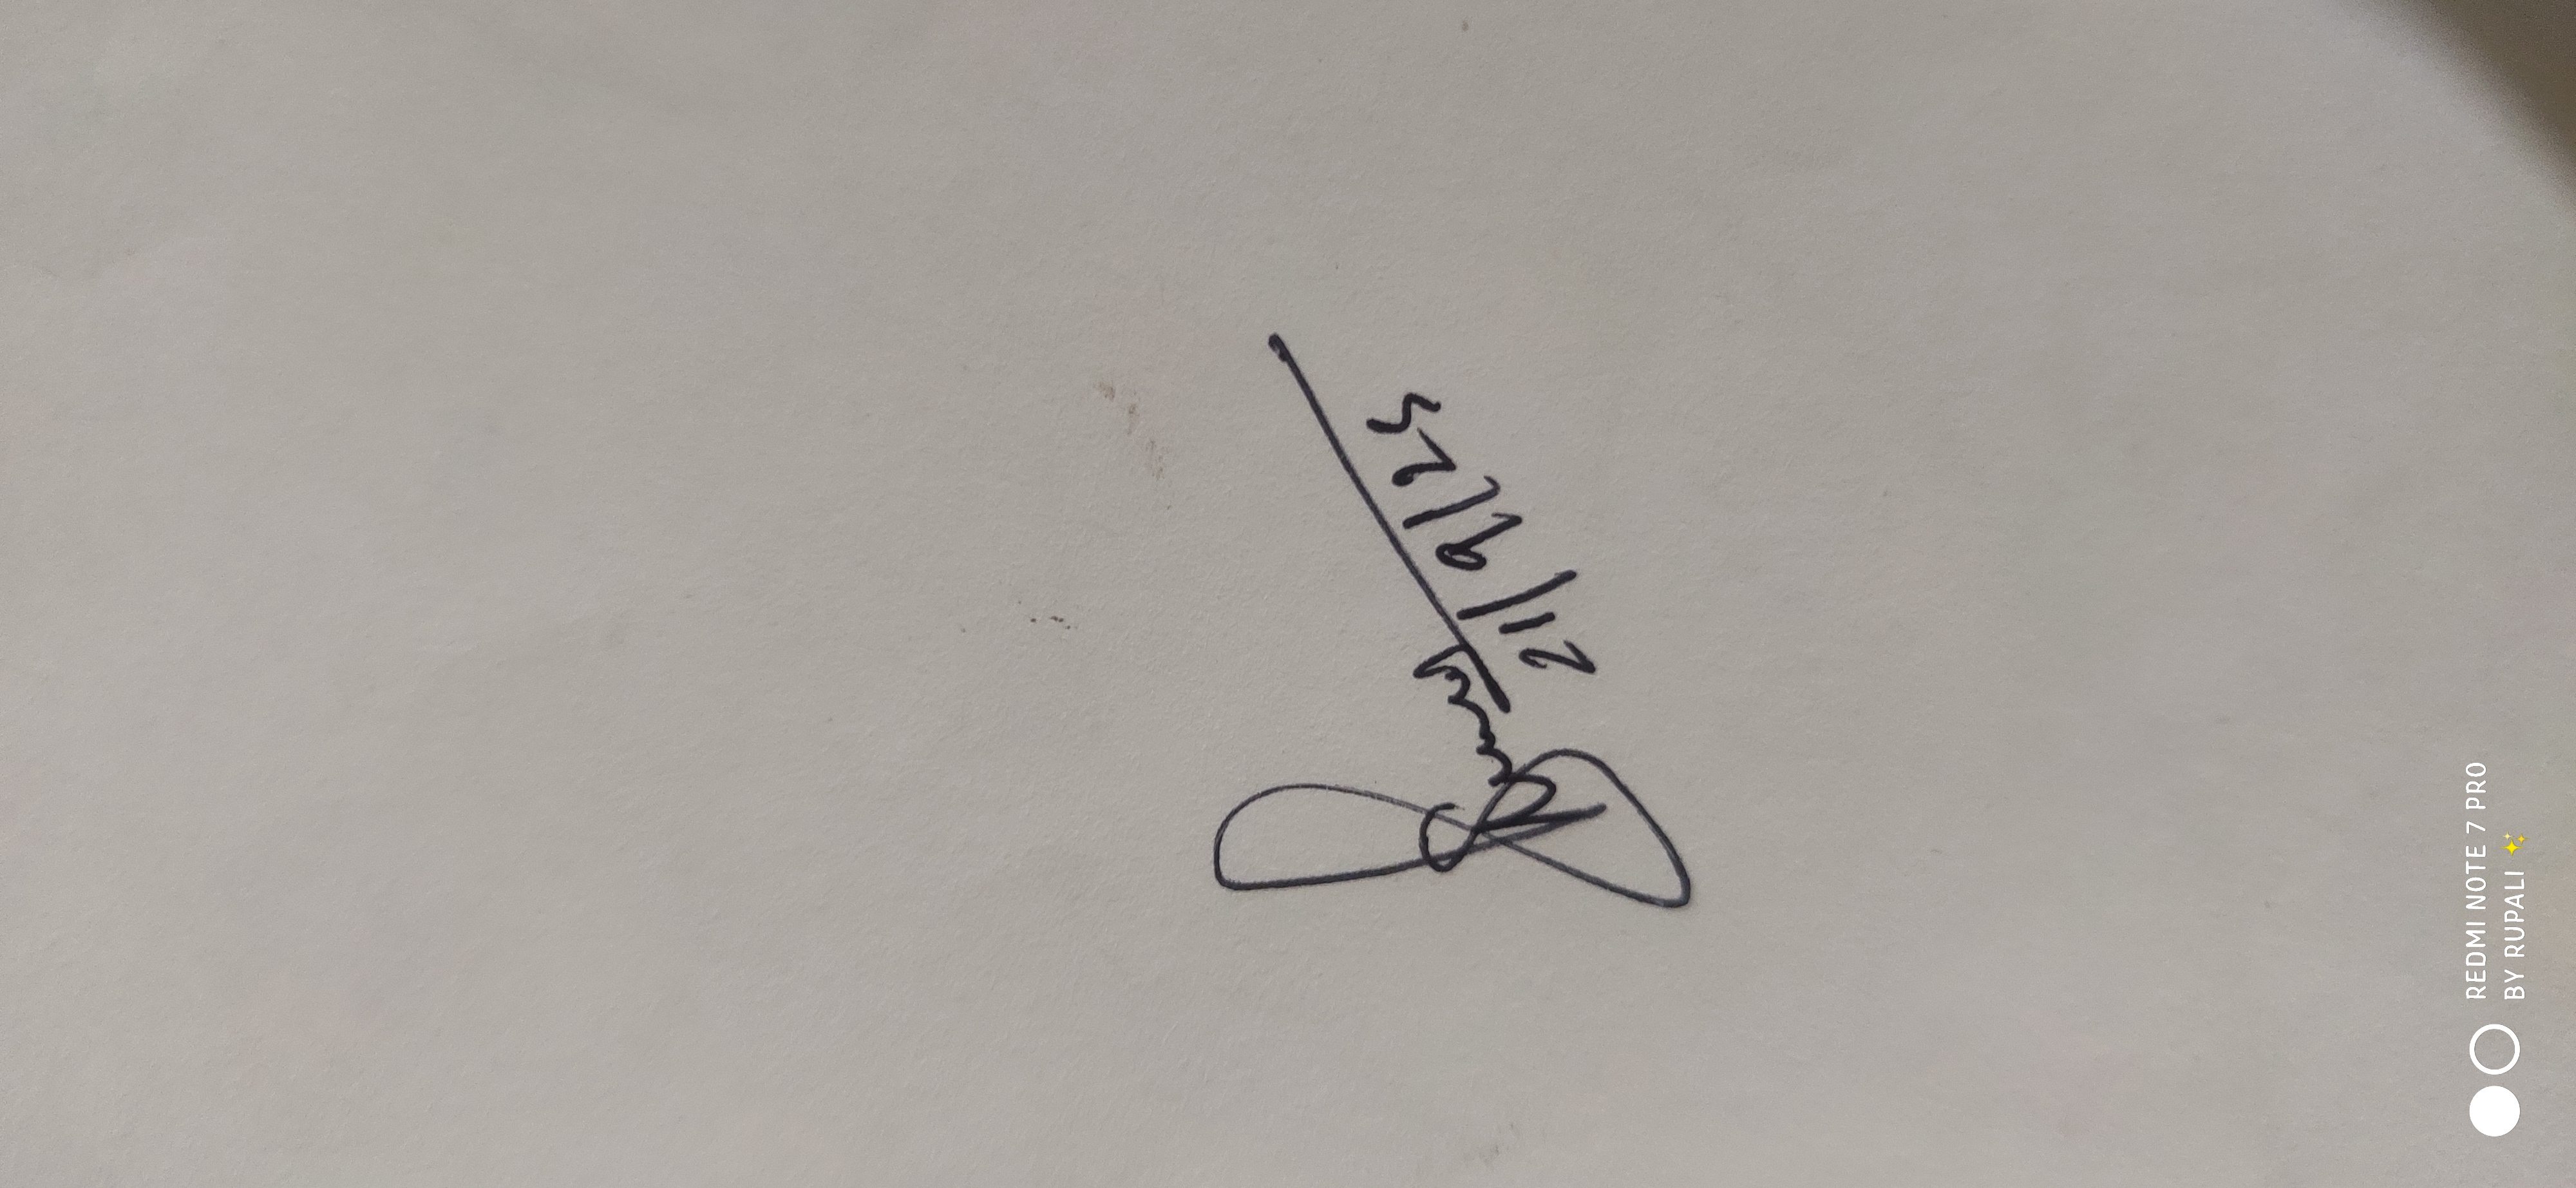 21/9/25
REDMI NOTE 7 PRO
BY RUPALI ✨